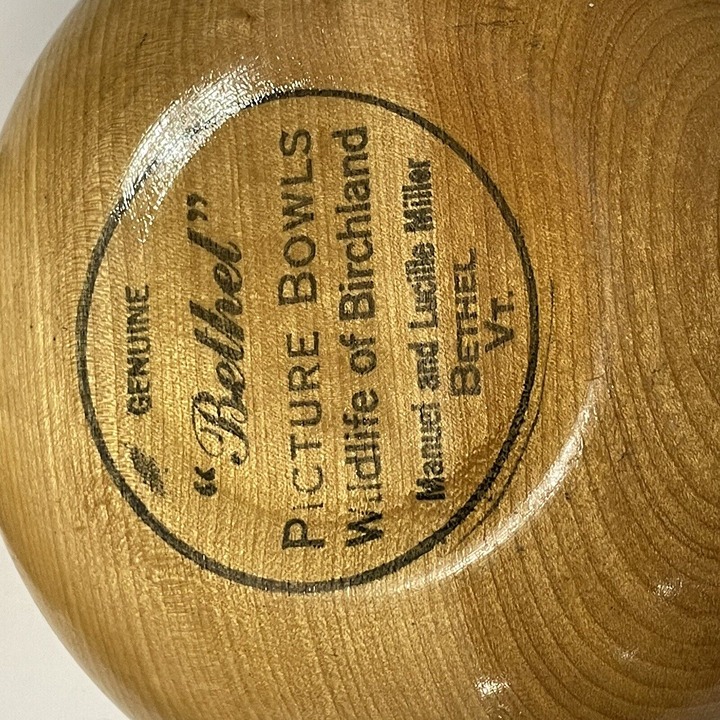 GENUINE
“Bethel”
PICTURE BOWLS
Wildlife of Birchland
Manuel and Lucille Miller
BETHEL
VT.